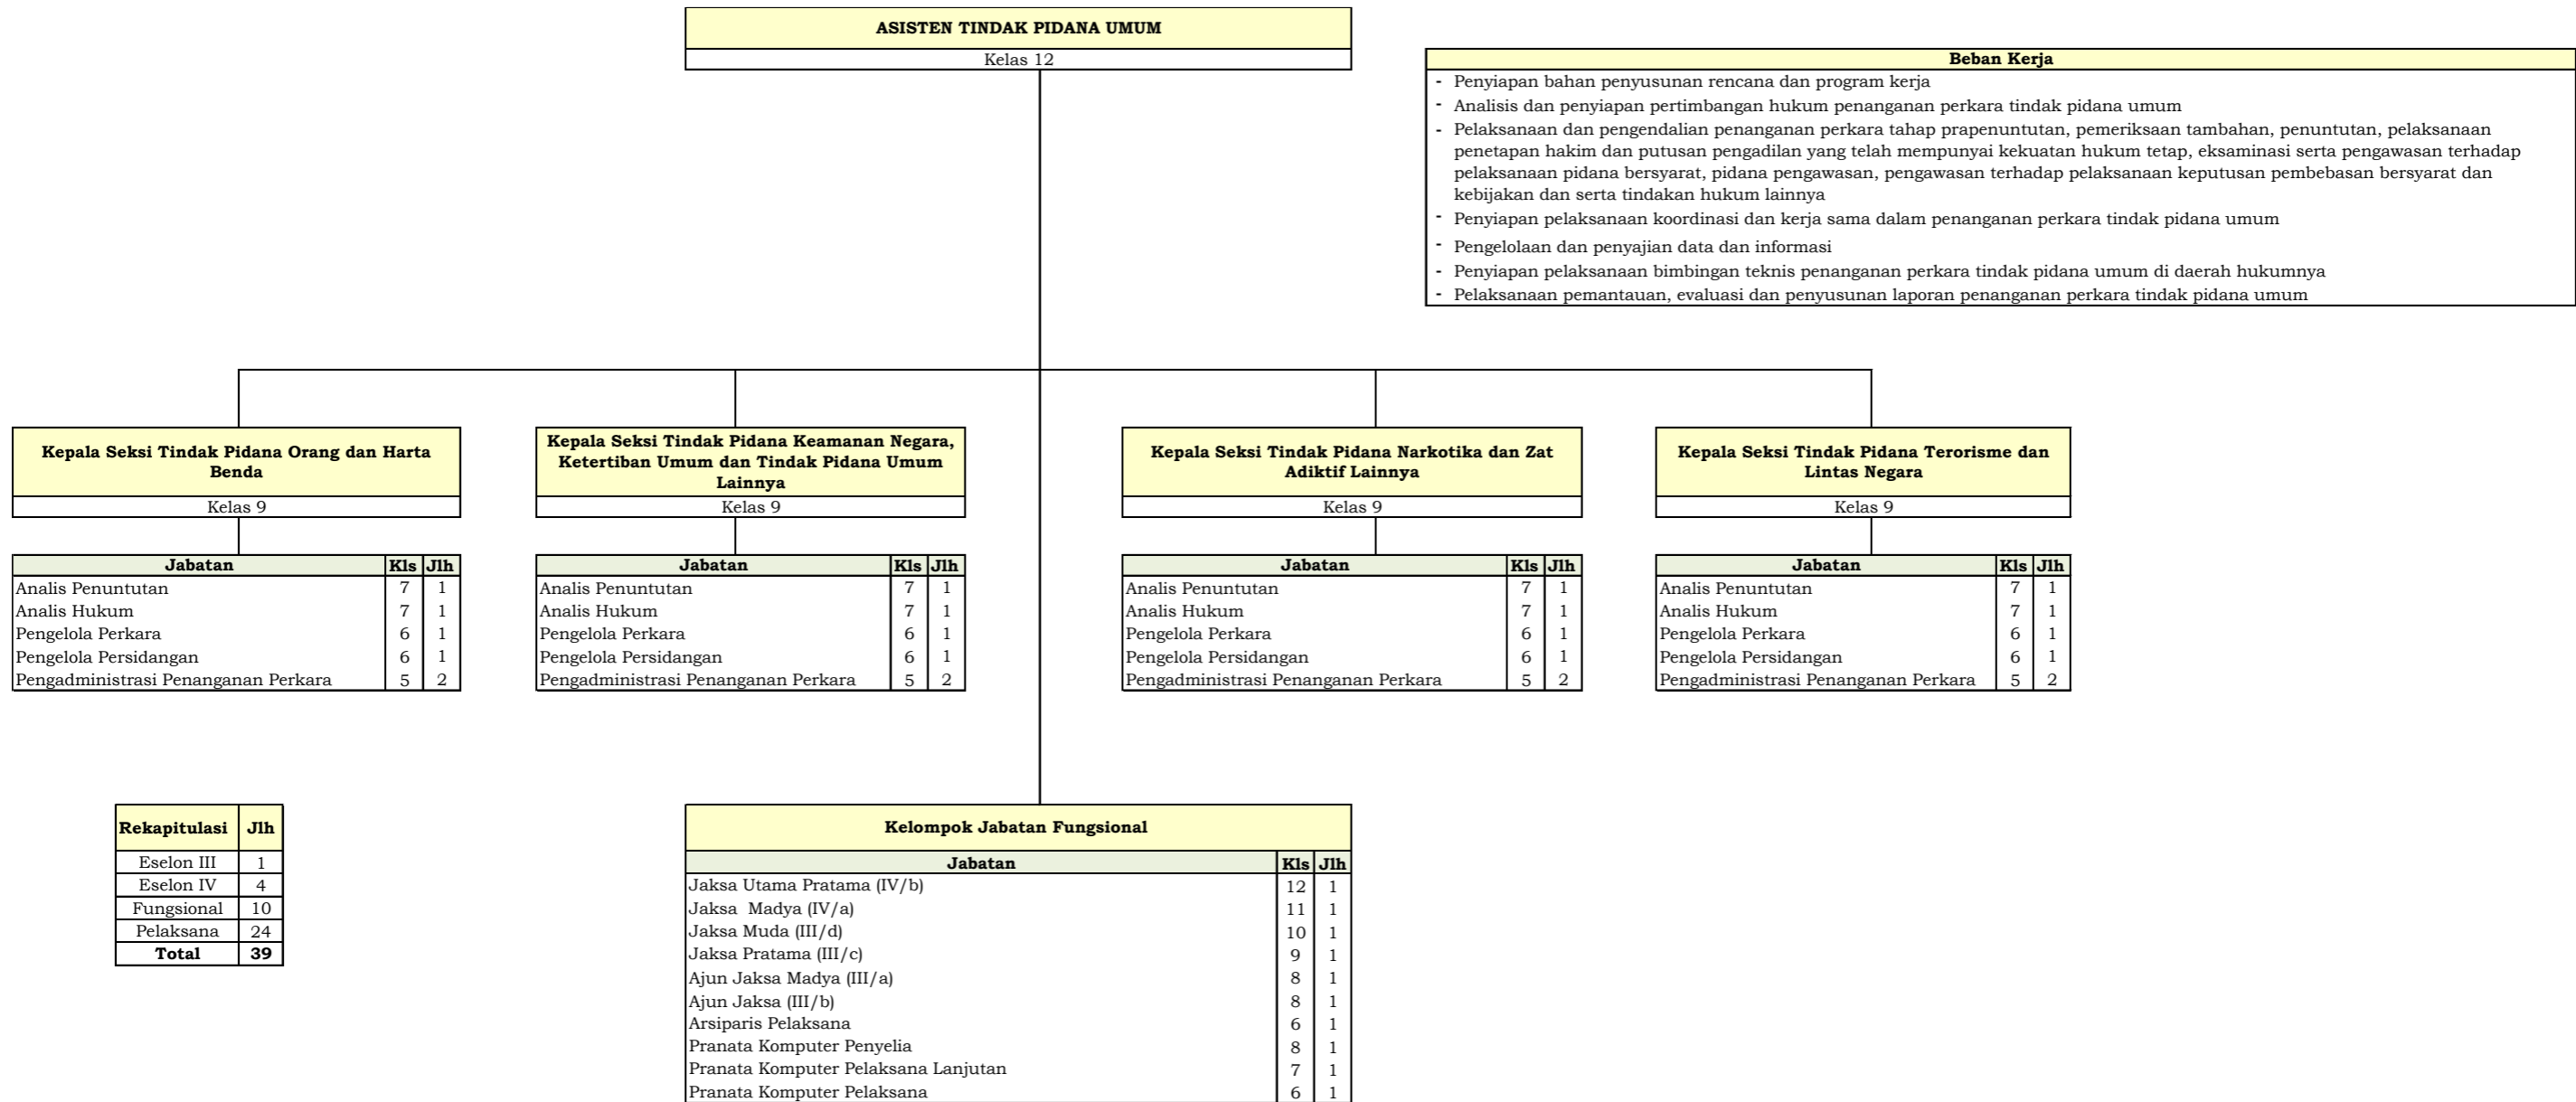 ASISTEN TINDAK PIDANA UMUM
Kelas 12
Beban Kerja
- Penyiapan bahan penyusunan rencana dan program kerja
- Analisis dan penyiapan pertimbangan hukum penanganan perkara tindak pidana umum
- Pelaksanaan dan pengendalian penanganan perkara tahap prapenuntutan, pemeriksaan tambahan, penuntutan, pelaksanaan
penetapan hakim dan putusan pengadilan yang telah mempunyai kekuatan hukum tetap, eksaminasi serta pengawasan terhadap
pelaksanaan pidana bersyarat, pidana pengawasan, pengawasan terhadap pelaksanaan keputusan pembebasan bersyarat dan
kebijakan dan serta tindakan hukum lainnya
- Penyiapan pelaksanaan koordinasi dan kerja sama dalam penanganan perkara tindak pidana umum
- Pengelolaan dan penyajian data dan informasi
- Penyiapan pelaksanaan bimbingan teknis penanganan perkara tindak pidana umum di daerah hukumnya
- Pelaksanaan pemantauan, evaluasi dan penyusunan laporan penanganan perkara tindak pidana umum
Kepala Seksi Tindak Pidana Orang dan Harta
Benda
Kelas 9
Jabatan Kls Jlh
Analis Penuntutan 7 1
Analis Hukum 7 1
Pengelola Perkara 6 1
Pengelola Persidangan 6 1
Pengadministrasi Penanganan Perkara 5 2
Kepala Seksi Tindak Pidana Keamanan Negara,
Ketertiban Umum dan Tindak Pidana Umum
Lainnya
Kelas 9
Jabatan Kls Jlh
Analis Penuntutan 7 1
Analis Hukum 7 1
Pengelola Perkara 6 1
Pengelola Persidangan 6 1
Pengadministrasi Penanganan Perkara 5 2
Kepala Seksi Tindak Pidana Narkotika dan Zat
Adiktif Lainnya
Kelas 9
Jabatan Kls Jlh
Analis Penuntutan 7 1
Analis Hukum 7 1
Pengelola Perkara 6 1
Pengelola Persidangan 6 1
Pengadministrasi Penanganan Perkara 5 2
Kepala Seksi Tindak Pidana Terorisme dan
Lintas Negara
Kelas 9
Jabatan Kls Jlh
Analis Penuntutan 7 1
Analis Hukum 7 1
Pengelola Perkara 6 1
Pengelola Persidangan 6 1
Pengadministrasi Penanganan Perkara 5 2
Rekapitulasi Jlh
Eselon III 1
Eselon IV 4
Fungsional 10
Pelaksana 24
Total 39
Kelompok Jabatan Fungsional
Jabatan Kls Jlh
Jaksa Utama Pratama (IV/b) 12 1
Jaksa  Madya (IV/a) 11 1
Jaksa Muda (III/d) 10 1
Jaksa Pratama (III/c) 9 1
Ajun Jaksa Madya (III/a) 8 1
Ajun Jaksa (III/b) 8 1
Arsiparis Pelaksana 6 1
Pranata Komputer Penyelia 8 1
Pranata Komputer Pelaksana Lanjutan 7 1
Pranata Komputer Pelaksana 6 1